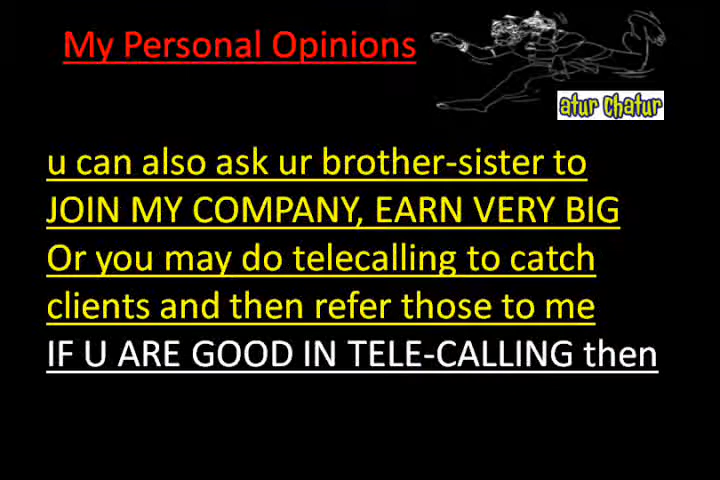 My Personal Opinions
atur chatur
u can also ask ur brother-sister to
JOIN MY COMPANY, EARN VERY BIG
Or you may do telecalling to catch
clients and then refer those to me
IF U ARE GOOD IN TELE-CALLING then